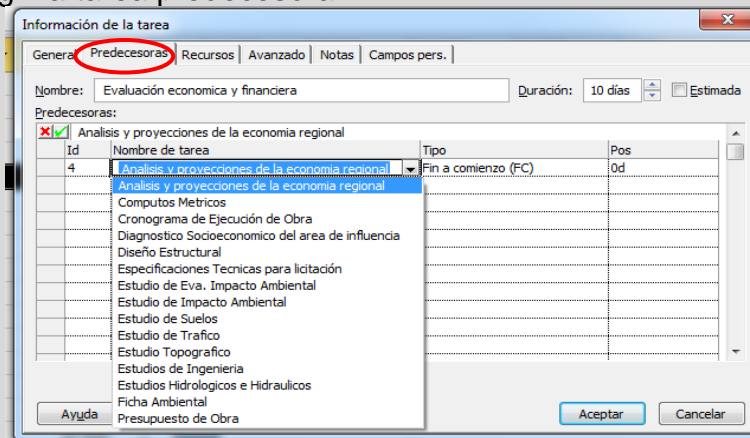 Información de la tarea
General Predecesoras Recursos Avanzado Notas Campos pers.
Nombre: Evaluación economica y financiera Duración: 10 días Estimada
Predecesoras:
Analisis y proyecciones de la economia regional
Id Nombre de tarea Tipo Pos
4 Analisis y proyecciones de la economia regional Fin a comienzo (FC) 0d
Analisis y proyecciones de la economia regional
Computos Metricos
Cronograma de Ejecución de Obra
Diagnostico Socioeconomico del area de influencia
Diseño Estructural
Especificaciones Tecnicas para licitación
Estudio de Eva. Impacto Ambiental
Estudio de Impacto Ambiental
Estudio de Suelos
Estudio de Trafico
Estudio Topografico
Estudios de Ingenieria
Estudios Hidrologicos e Hidraulicos
Ficha Ambiental
Presupuesto de Obra
Ayuda Aceptar Cancelar